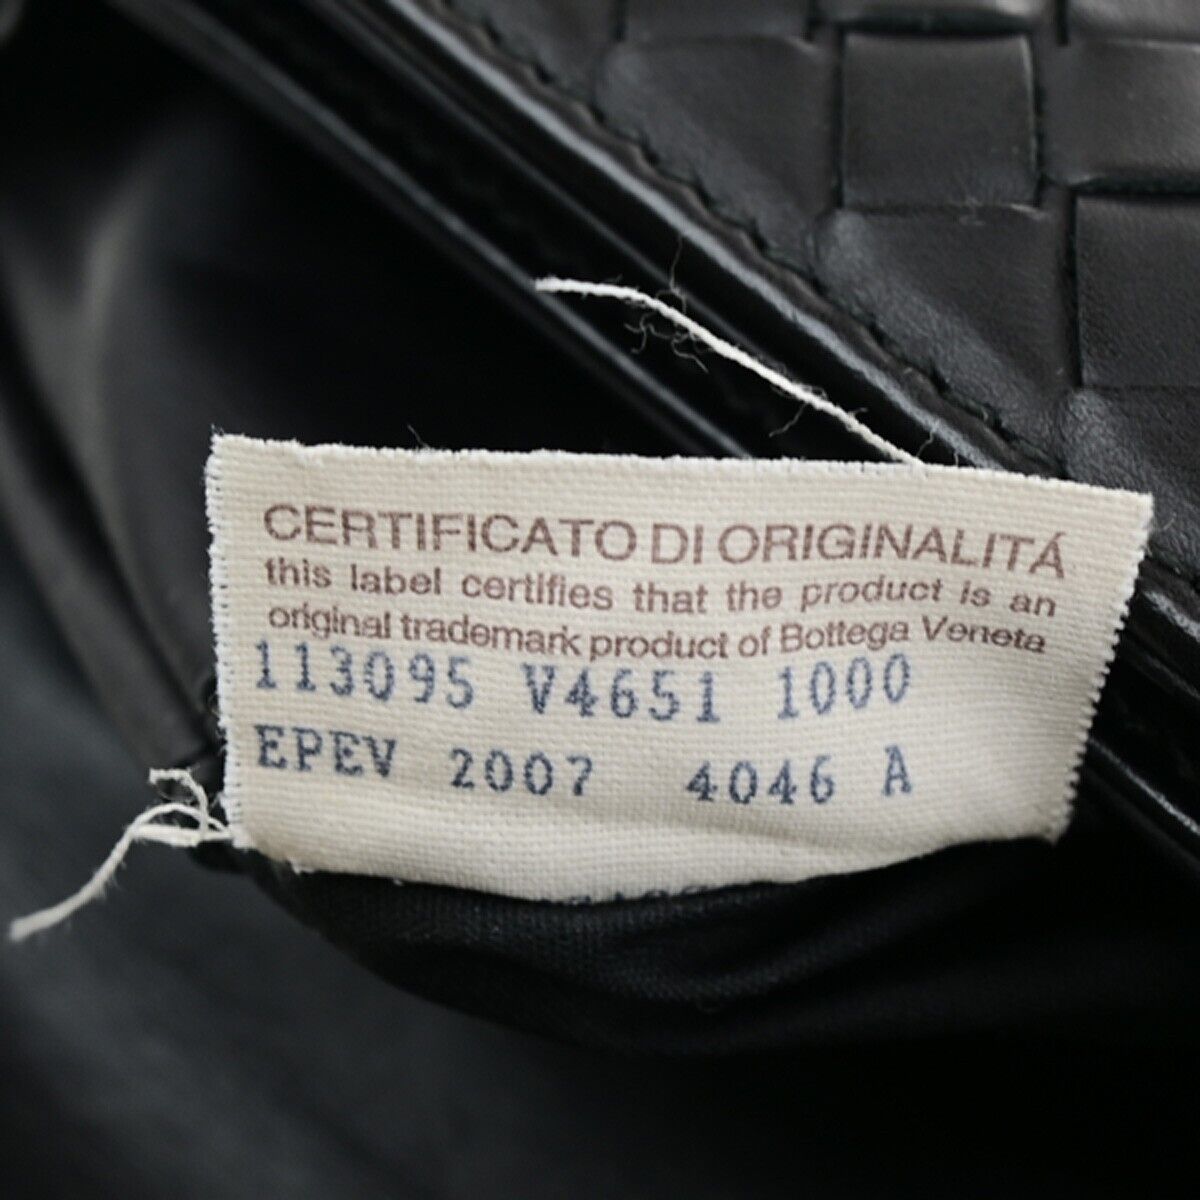 CERTIFICATO DI ORIGINALITÁ
this label certifies that the product is an
original trademark product of Bottega Veneta
113095 V4651 1000
EPEV 2007 4046 A